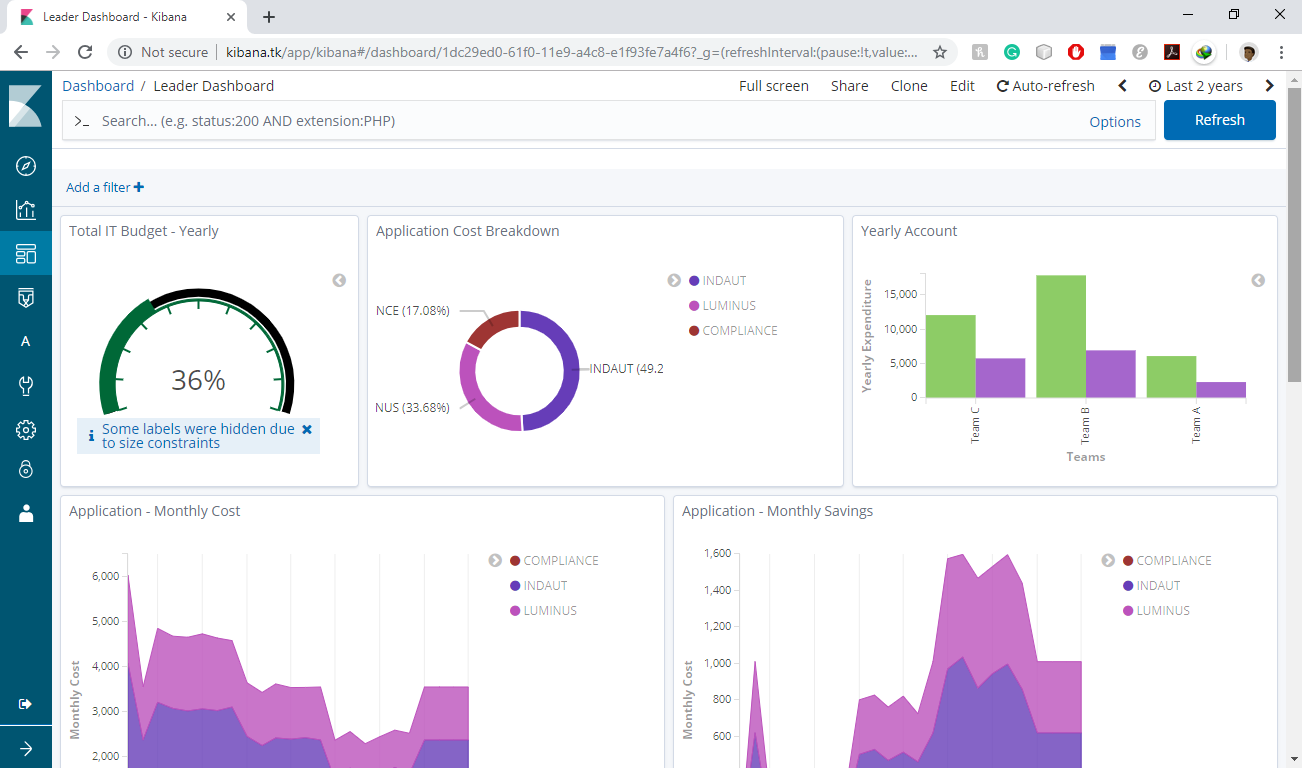 Leader Dashboard - Kibana
Not secure kibana.tk/app/kibana#/dashboard/1dc29ed0-61f0-11e9-a4c8-e1f93fe7a4f6?_g=(refreshInterval:(pause:!t,value:...
Dashboard / Leader Dashboard Full screen Share Clone Edit Auto-refresh Last 2 years
>_ Search... (e.g. status:200 AND extension:PHP) Options Refresh
Add a filter
A
Total IT Budget - Yearly
36%
Some labels were hidden due
to size constraints
Application Cost Breakdown
NCE (17.08%)
INDAUT (49.2
NUS (33.68%)
INDAUT
LUMINUS
COMPLIANCE
Yearly Account
Yearly Expenditure
15,000
10,000
5,000
0
Team C
Team B
Team A
Teams
Application - Monthly Cost
Monthly Cost
6,000
5,000
4,000
3,000
2,000
COMPLIANCE
INDAUT
LUMINUS
Application - Monthly Savings
Monthly Cost
1,600
1,400
1,200
1,000
800
600
COMPLIANCE
INDAUT
LUMINUS